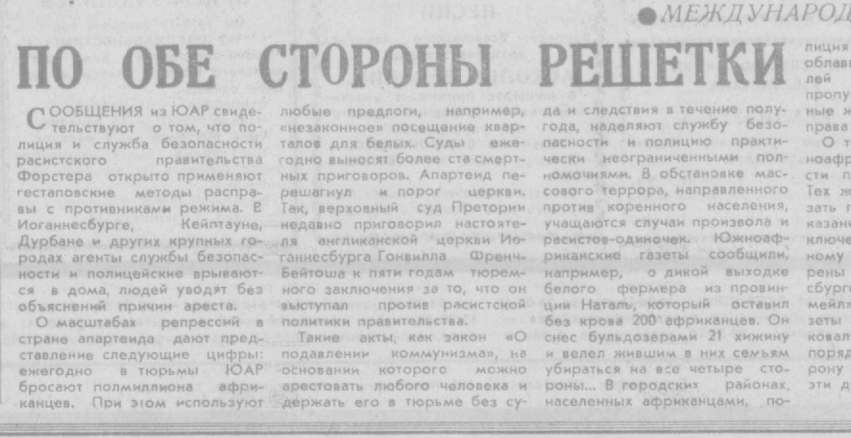 ● МЕЖДУНАРОД
ПО ОБЕ СТОРОНЫ РЕШЕТКИ
СООБЩЕНИЯ из ЮАР свиде-
тельствуют о том, что по-
лиция и служба безопасности
расистского правительства
Форстера открыто применяют
гестаповские методы распра-
вы с противниками режима. В
Иоганнесбурге, Кейптауне,
Дурбане и других крупных го-
родах агенты службы безопас-
ности и полицейские врывают-
ся в дома, людей уводят без
объяснений причин ареста.
О масштабах репрессий в
стране апартеида дают пред-
ставление следующие цифры:
ежегодно в тюрьмы ЮАР
бросают полмиллиона афри-
канцев. При этом используют
любые предлоги, например,
«незаконное» посещение квар-
талов для белых. Суды еже-
годно выносят более ста смерт-
ных приговоров. Апартеид пе-
решагнул и порог церкви.
Так, верховный суд Претории
недавно приговорил настояте-
ля англиканской церкви Ио-
ганнесбурга Гонвилла Френч-
Бейтоша к пяти годам тюрем-
ного заключения за то, что он
выступал против расистской
политики правительства.
Такие акты, как закон «О
подавлении коммунизма», на
основании которого можно
арестовать любого человека и
держать его в тюрьме без су-
да и следствия в течение полу-
года, наделяют службу безо-
пасности и полицию практи-
чески неограниченными пол-
номочиями. В обстановке мас-
сового террора, направленного
против коренного населения,
учащаются случаи произвола и
расистов-одиночек. Южноаф-
риканские газеты сообщили,
например, о дикой выходке
белого фермера из провин-
ции Наталь, который оставил
без крова 200 африканцев. Он
снес бульдозерами 21 хижину
и велел жившим в них семьям
убираться на все четыре сто-
роны... В городских районах,
населенных африканцами, по-
лиция
облав
лей
пропу
ные ж
права
О т
ноафр
сти п
Тех ж
зать г
казани
ключе
ному
рены
сбург
мейл
зеты
ковал
поряд
рону
эти д